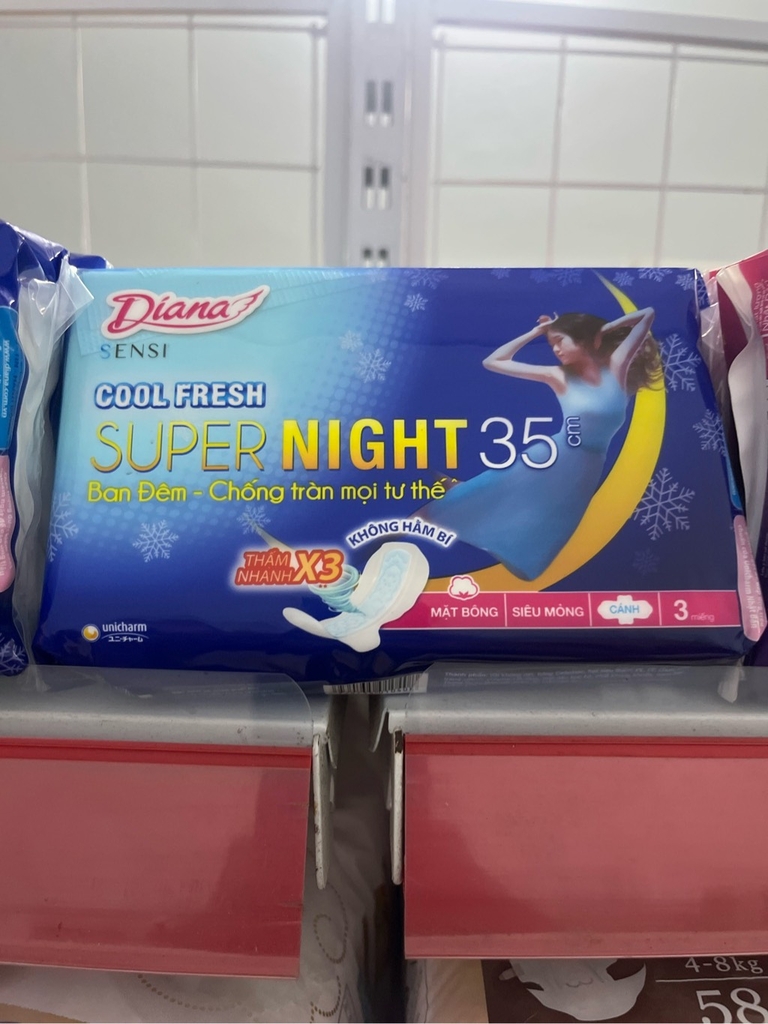 Diana
SENSI
COOL FRESH
SUPER NIGHT 35 cm
Ban Đêm - Chống tràn mọi tư thế
KHÔNG HẦM BÍ
THẤM
NHANH X3
MẶT BÔNG
SIÊU MỎNG
CÁNH
3 miếng
unicharm
ユニ・チャーム
4-8kg
58